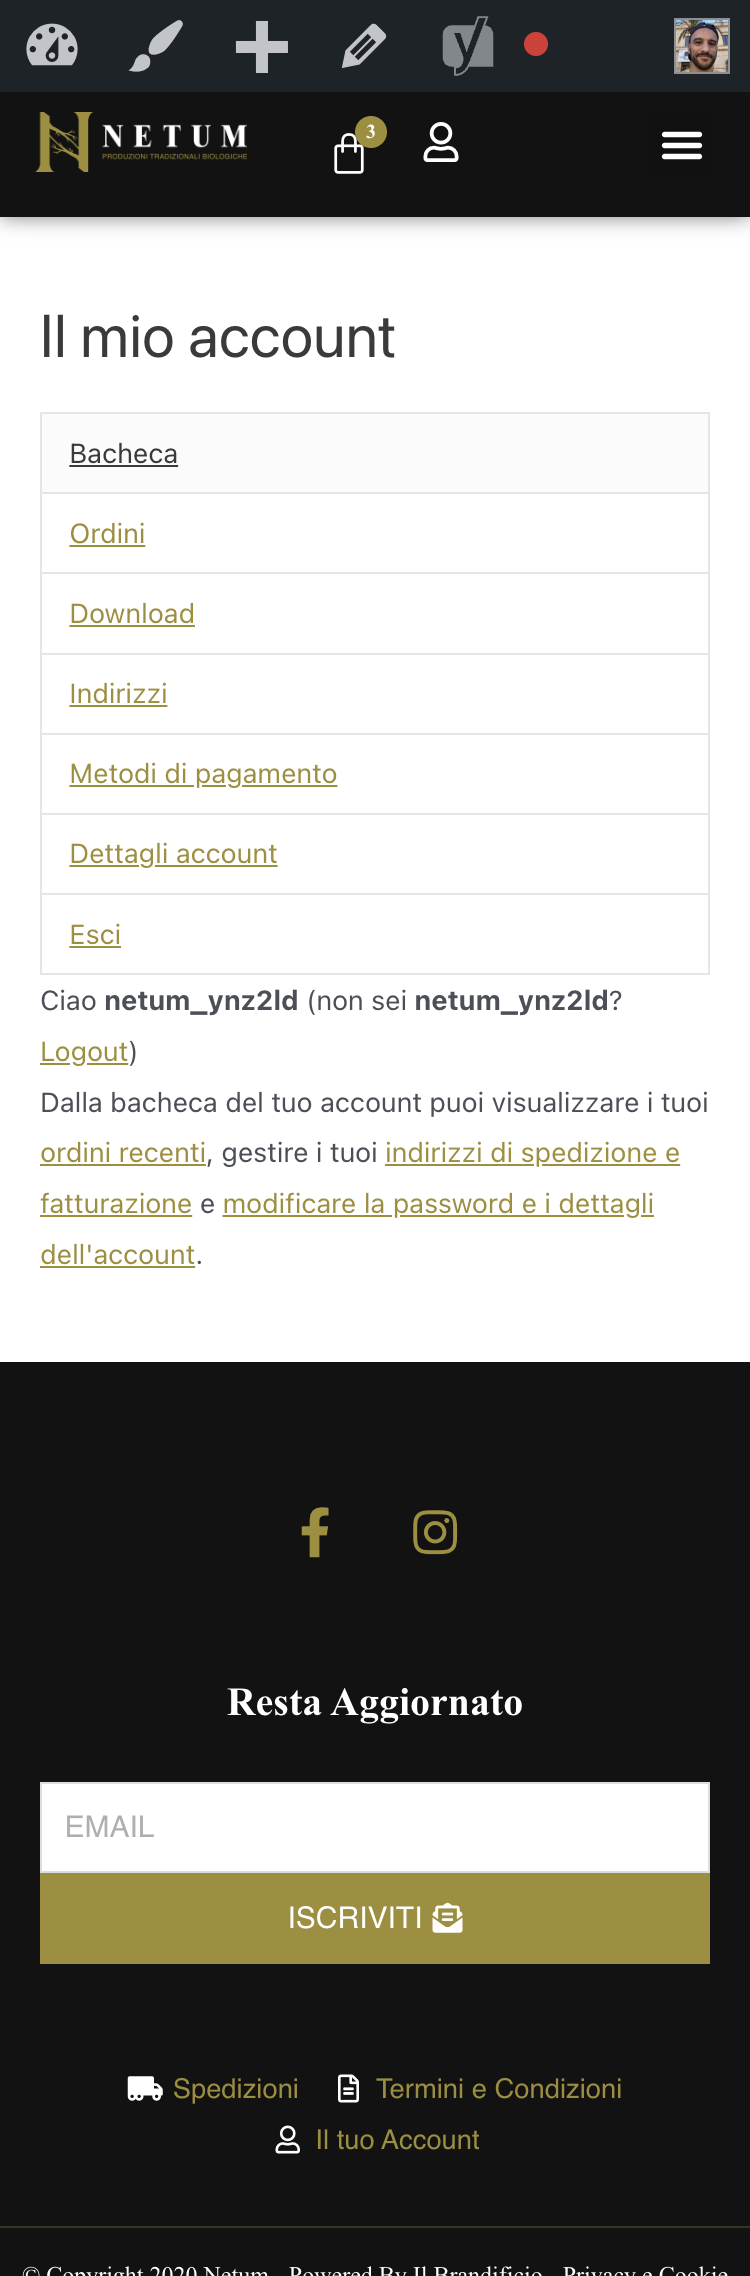 3
NETUM
PRODUZIONI TRADIZIONALI BIOLOGICHE
Il mio account
Bacheca
Ordini
Download
Indirizzi
Metodi di pagamento
Dettagli account
Esci
Ciao netum_ynz2ld (non sei netum_ynz2ld?
Logout)
Dalla bacheca del tuo account puoi visualizzare i tuoi
ordini recenti, gestire i tuoi indirizzi di spedizione e
fatturazione e modificare la password e i dettagli
dell'account.
Resta Aggiornato
EMAIL
ISCRIVITI
Spedizioni
Termini e Condizioni
Il tuo Account
© Copyright 2020 Netum - Powered By Il Brandificio - Privacy e Cookie